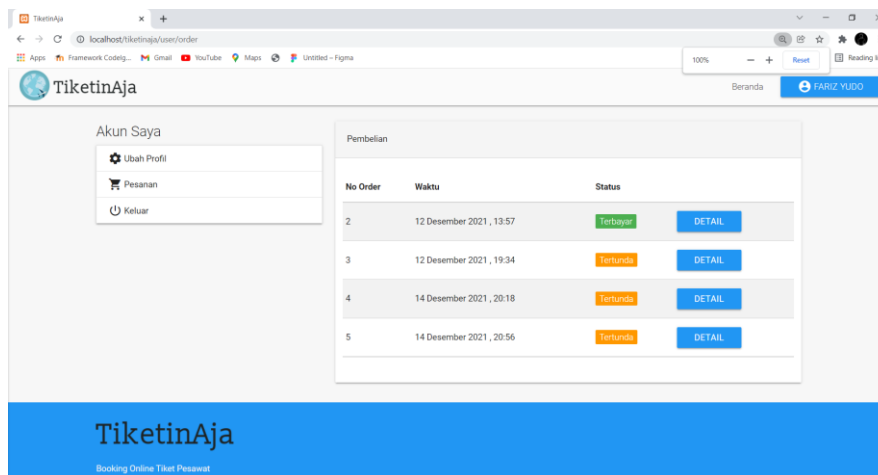 TiketinAja
localhost/tiketinaja/user/order
Apps Framework CodeIg... Gmail YouTube Maps Untitled – Figma
100% − + Reset Reading
TiketinAja Beranda FARIZ YUDO
Akun Saya
Ubah Profil
Pesanan
Keluar
Pembelian
No Order Waktu Status
2 12 Desember 2021 , 13:57 Terbayar DETAIL
3 12 Desember 2021 , 19:34 Tertunda DETAIL
4 14 Desember 2021 , 20:18 Tertunda DETAIL
5 14 Desember 2021 , 20:56 Tertunda DETAIL
TiketinAja
Booking Online Tiket Pesawat